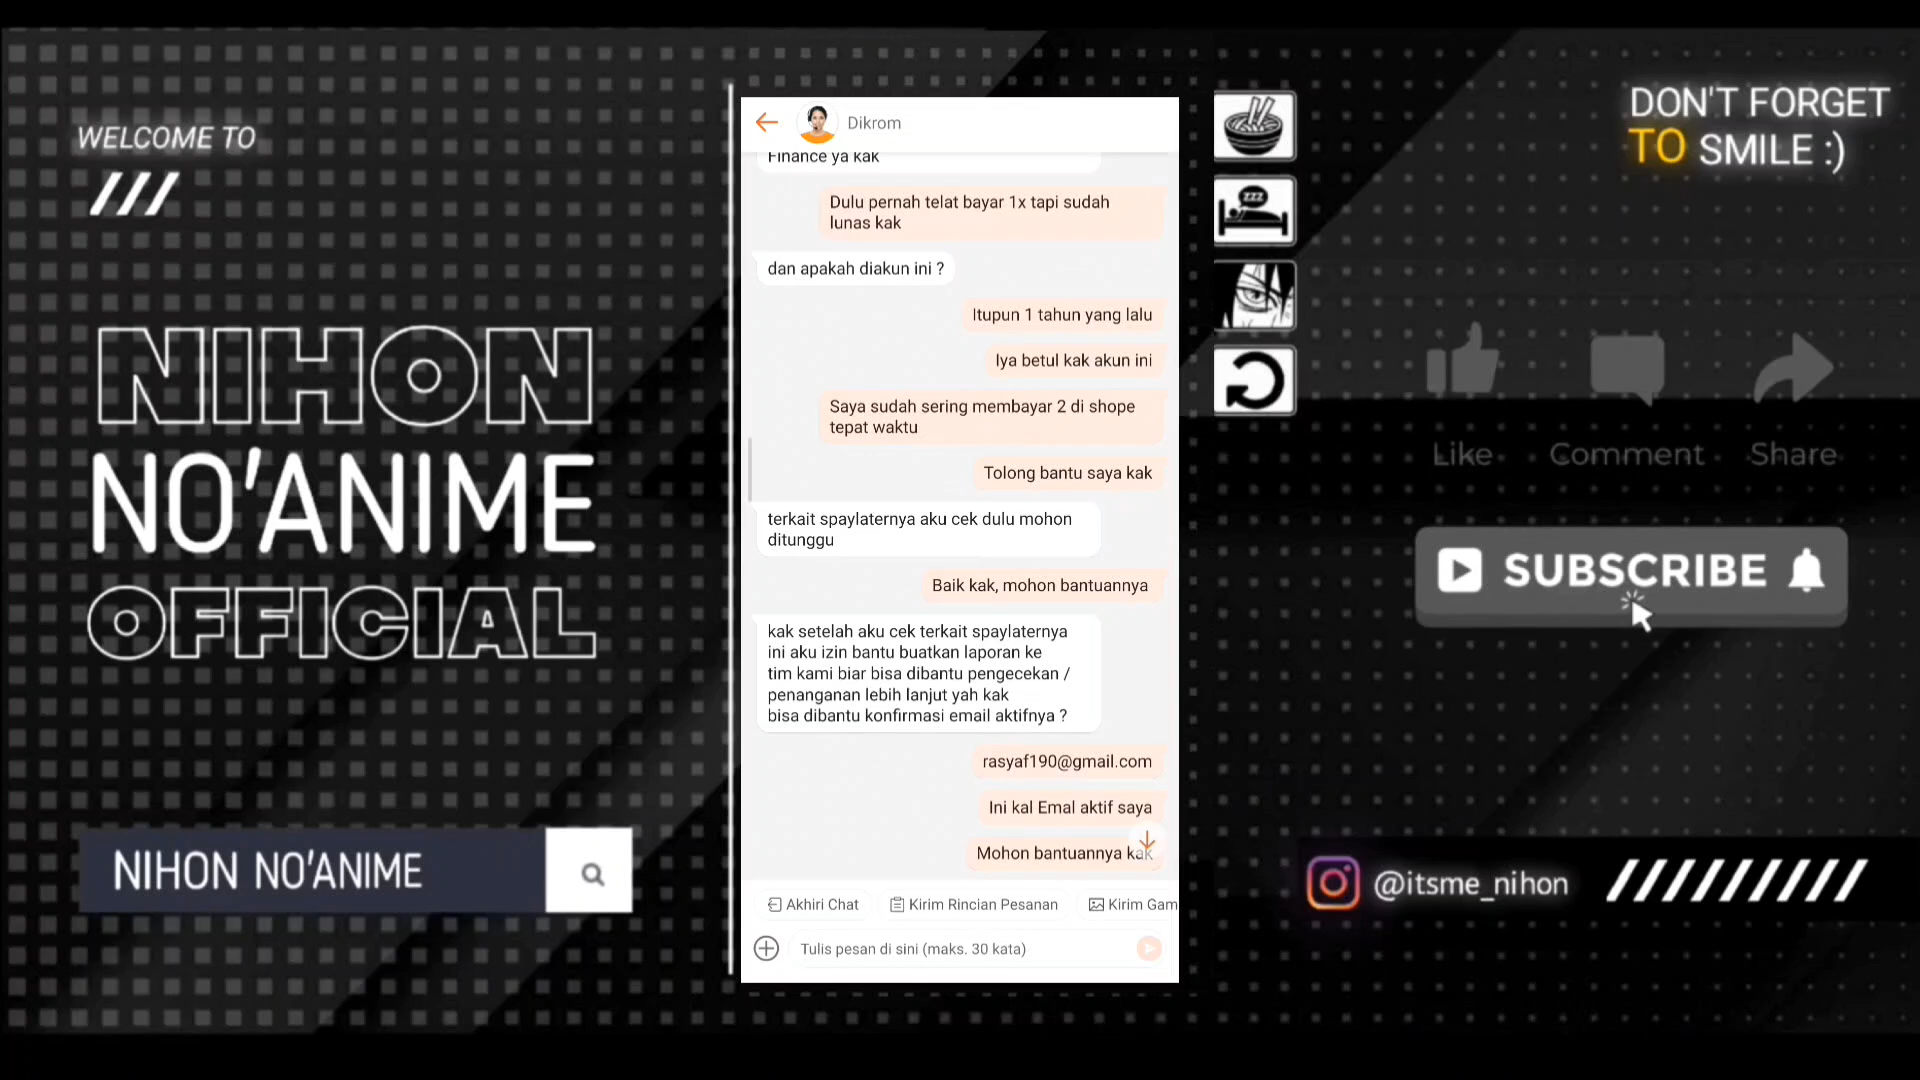 WELCOME TO
NIHON
NO'ANIME
OFFICIAL
NIHON NO'ANIME
Dikrom
Finance ya kak
Dulu pernah telat bayar 1x tapi sudah
lunas kak
dan apakah diakun ini ?
Itupun 1 tahun yang lalu
Iya betul kak akun ini
Saya sudah sering membayar 2 di shope
tepat waktu
Tolong bantu saya kak
terkait spaylaternya aku cek dulu mohon
ditunggu
Baik kak, mohon bantuannya
kak setelah aku cek terkait spaylaternya
ini aku izin bantu buatkan laporan ke
tim kami biar bisa dibantu pengecekan /
penanganan lebih lanjut yah kak
bisa dibantu konfirmasi email aktifnya ?
rasyaf190@gmail.com
Ini kal Emal aktif saya
Mohon bantuannya kak
Akhiri Chat
Kirim Rincian Pesanan
Kirim Gam
Tulis pesan di sini (maks. 30 kata)
zzz
DON'T FORGET
TO SMILE :)
Like
Comment
Share
SUBSCRIBE
@itsme_nihon